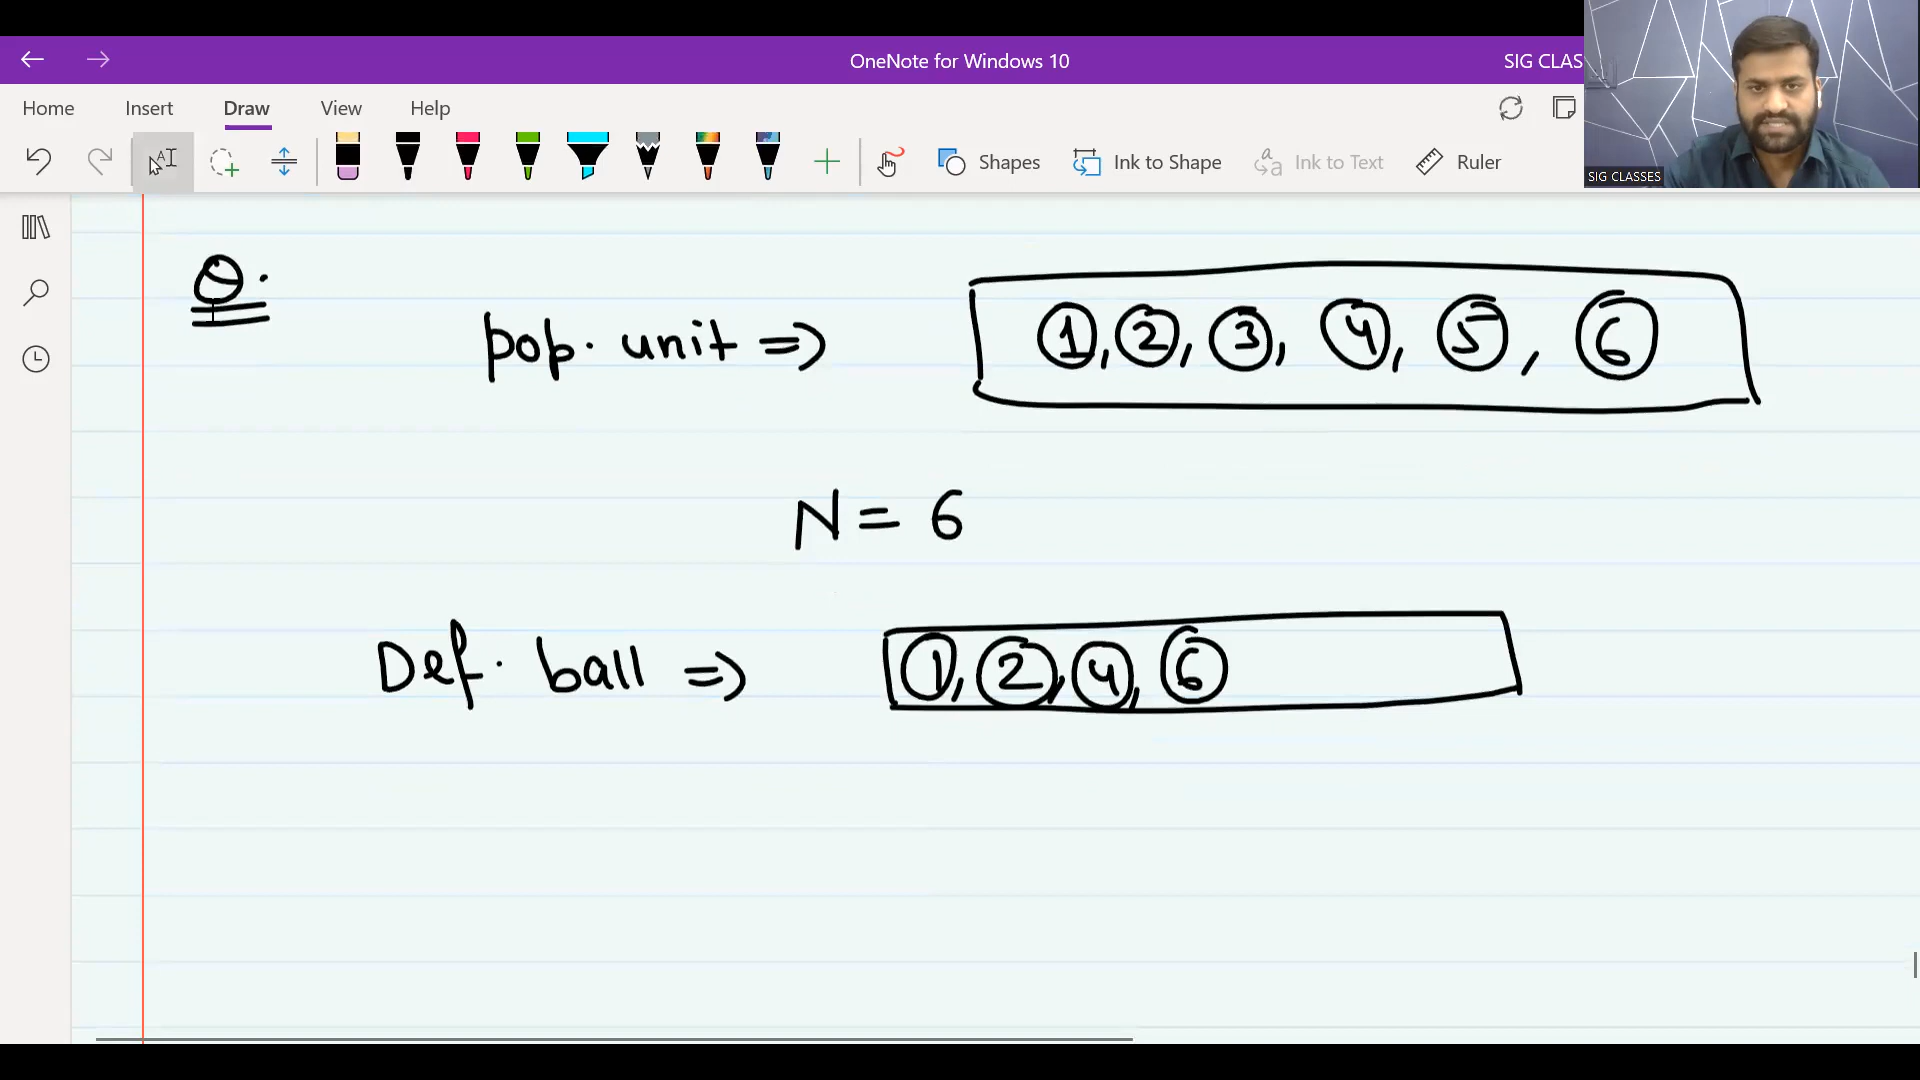 OneNote for Windows 10
SIG CLAS
Home Insert Draw View Help
Shapes Ink to Shape Ink to Text Ruler
SIG CLASSES
Q.
pop. unit ⇒ 1, 2, 3, 4, 5, 6
N = 6
Def. ball ⇒ 1, 2, 4, 6